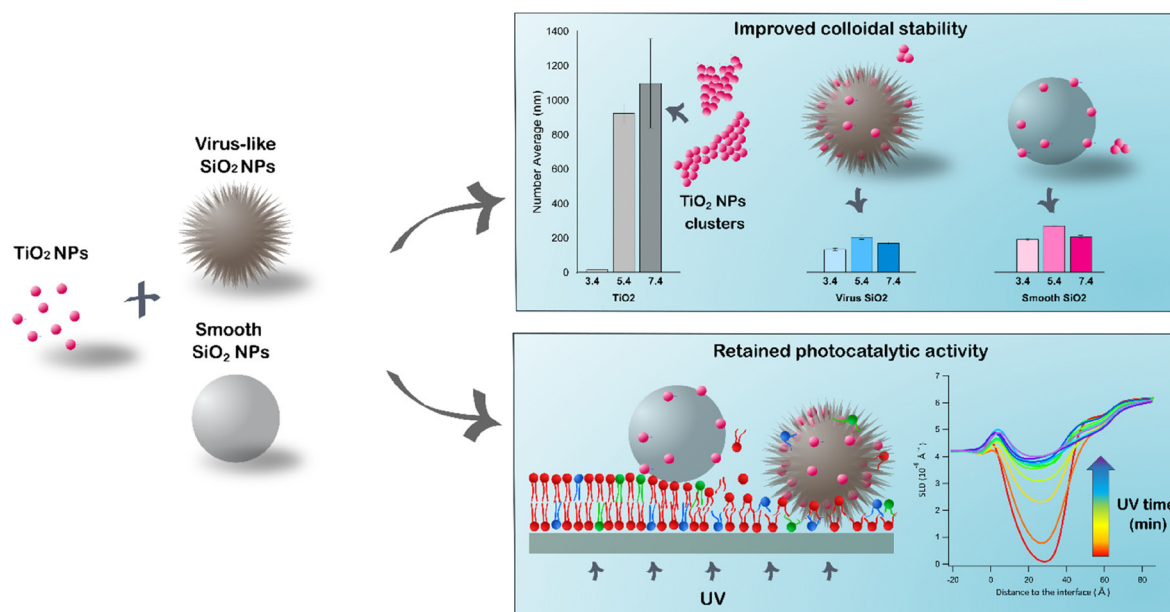 Virus-like
SiO₂ NPs
TiO₂ NPs
Smooth
SiO₂ NPs
Improved colloidal stability
Number Average (nm)
1400
1200
1000
800
600
400
200
0
3.4 5.4 7.4
TiO2
TiO₂ NPs
clusters
3.4 5.4 7.4
Virus SiO2
3.4 5.4 7.4
Smooth SiO2
Retained photocatalytic activity
UV
SLD (10⁻⁶ Å⁻²)
7
6
5
4
3
2
1
0
-20 0 20 40 60 80
Distance to the interface (Å)
UV time
(min)